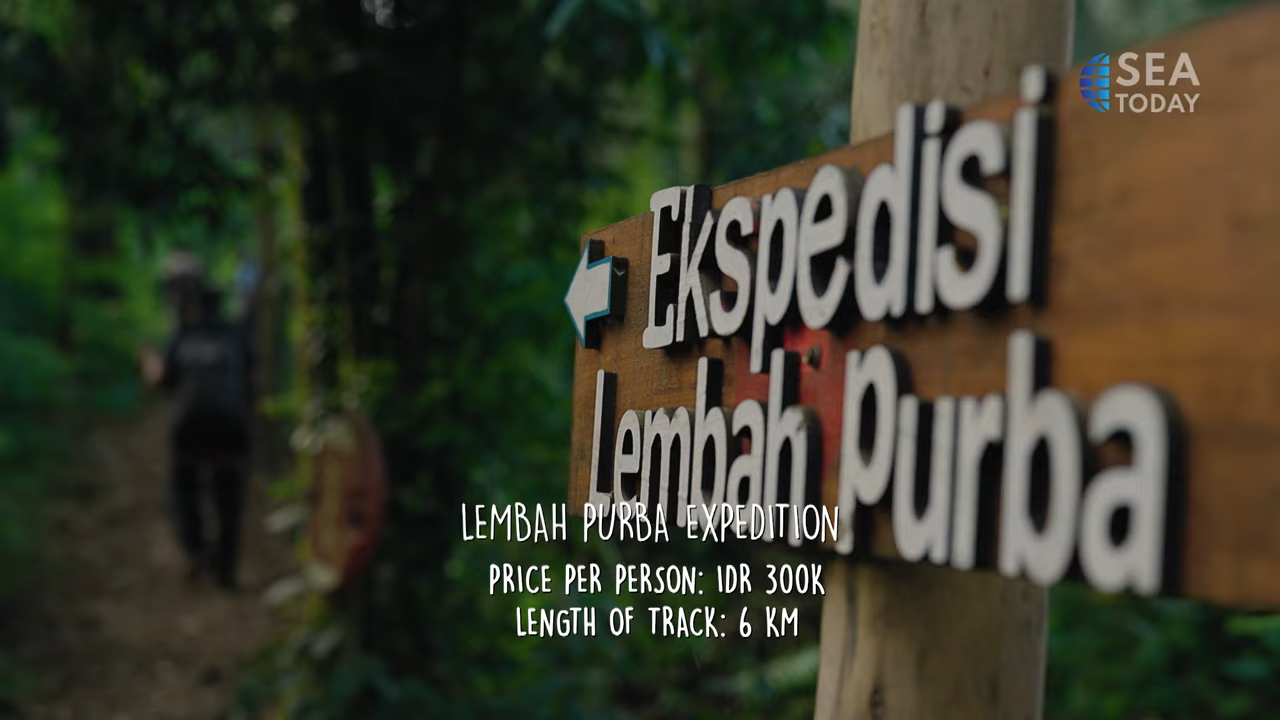 SEA
TODAY
Ekspedisi
Lembah Purba
LEMBAH PURBA EXPEDITION
PRICE PER PERSON: IDR 300K
LENGTH OF TRACK: 6 KM